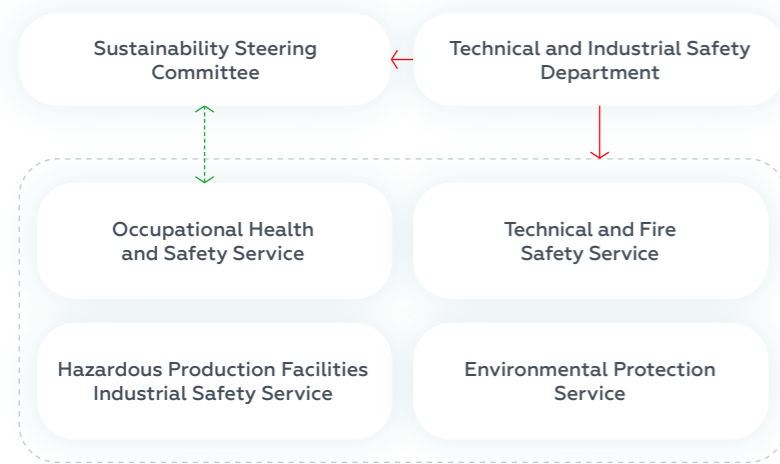 Sustainability Steering
Committee
Technical and Industrial Safety
Department
Occupational Health
and Safety Service
Technical and Fire
Safety Service
Hazardous Production Facilities
Industrial Safety Service
Environmental Protection
Service